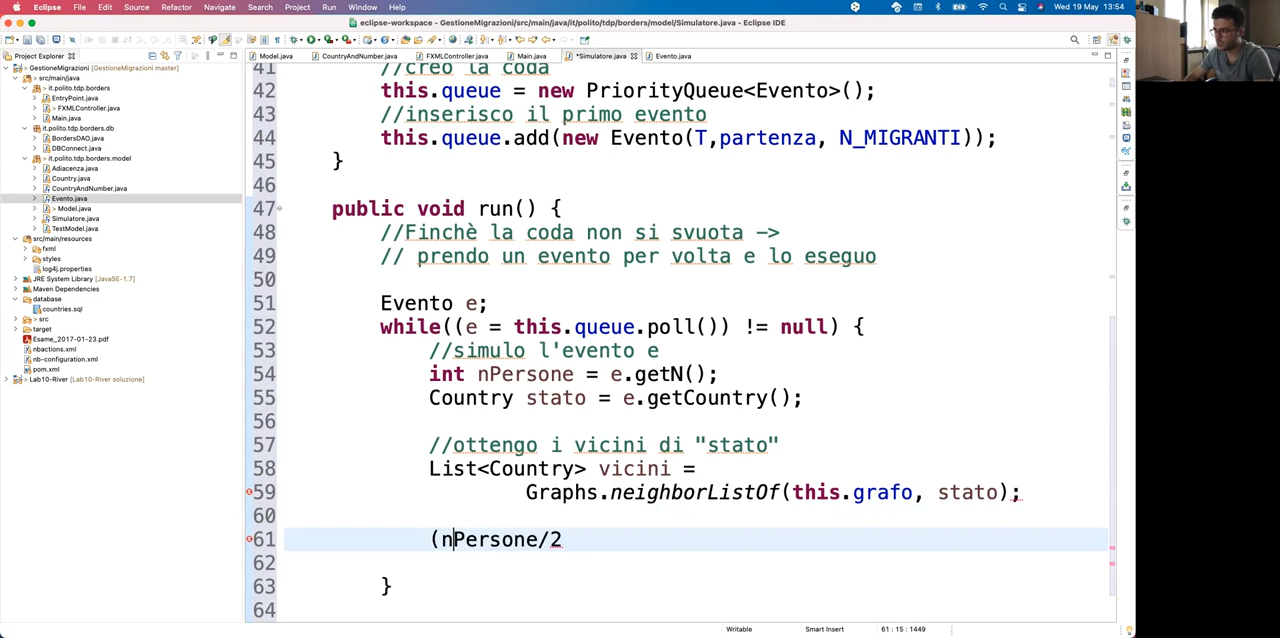 Eclipse File Edit Source Refactor Navigate Search Project Run Window Help Wed 19 May 13:54
eclipse-workspace - GestioneMigrazioni/src/main/java/it/polito/tdp/borders/model/Simulatore.java - Eclipse IDE
Project Explorer
GestioneMigrazioni [GestioneMigrazioni master]
src/main/java
it.polito.tdp.borders
EntryPoint.java
> FXMLController.java
Main.java
it.polito.tdp.borders.db
BordersDAO.java
DBConnect.java
it.polito.tdp.borders.model
Adiacenza.java
Country.java
CountryAndNumber.java
Evento.java
> Model.java
Simulatore.java
TestModel.java
src/main/resources
fxml
styles
log4j.properties
JRE System Library [JavaSE-1.7]
Maven Dependencies
database
countries.sql
> src
target
Esame_2017-01-23.pdf
nbactions.xml
nb-configuration.xml
pom.xml
Lab10-River [Lab10-River soluzione]
Model.java CountryAndNumber.java FXMLController.java Main.java *Simulatore.java Evento.java
41 //creo la coda
42 this.queue = new PriorityQueue<Evento>();
43 //inserisco il primo evento
44 this.queue.add(new Evento(T,partenza, N_MIGRANTI));
45 }
46
47 public void run() {
48 //Finchè la coda non si svuota ->
49 // prendo un evento per volta e lo eseguo
50
51 Evento e;
52 while((e = this.queue.poll()) != null) {
53 //simulo l'evento e
54 int nPersone = e.getN();
55 Country stato = e.getCountry();
56
57 //ottengo i vicini di "stato"
58 List<Country> vicini =
59 Graphs.neighborListOf(this.grafo, stato);
60
61 (nPersone/2
62
63 }
64
Writable Smart Insert 61 : 15 : 1449